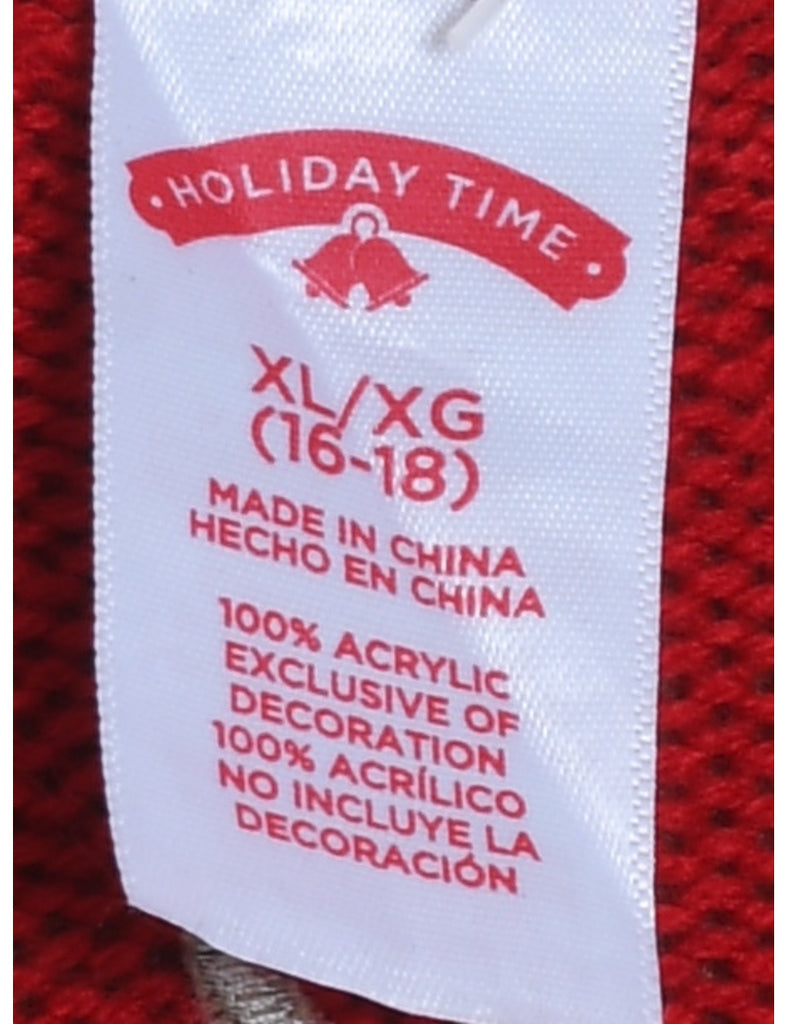 • HOLIDAY TIME •
XL/XG
(16-18)
MADE IN CHINA
HECHO EN CHINA
100% ACRYLIC
EXCLUSIVE OF
DECORATION
100% ACRÍLICO
NO INCLUYE LA
DECORACIÓN